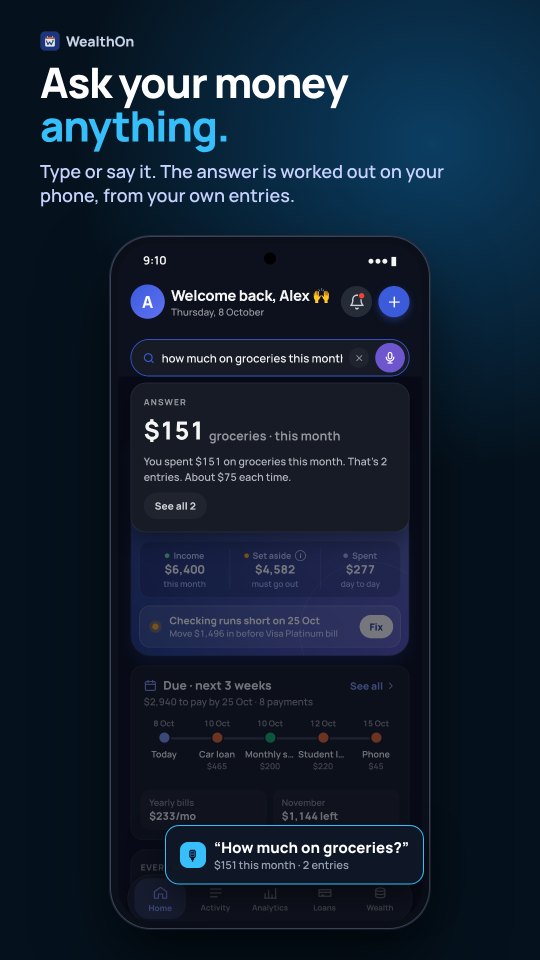 WealthOn
Ask your money
anything.
Type or say it. The answer is worked out on your
phone, from your own entries.
9:10
A
Welcome back, Alex 🙌
Thursday, 8 October
how much on groceries this month
ANSWER
$151 groceries · this month
You spent $151 on groceries this month. That's 2
entries. About $75 each time.
See all 2
Income
Set aside
Spent
$6,400
$4,582
$277
this month
must go out
day to day
Checking runs short on 25 Oct
Move $1,496 in before Visa Platinum bill
Fix
Due · next 3 weeks
See all
$2,940 to pay by 25 Oct · 8 payments
8 Oct
10 Oct
10 Oct
12 Oct
15 Oct
Today
Car loan
Monthly s...
Student l...
Phone
$465
$200
$220
$45
Yearly bills
November
$233/mo
$1,144 left
“How much on groceries?”
$151 this month · 2 entries
Home
Activity
Analytics
Loans
Wealth